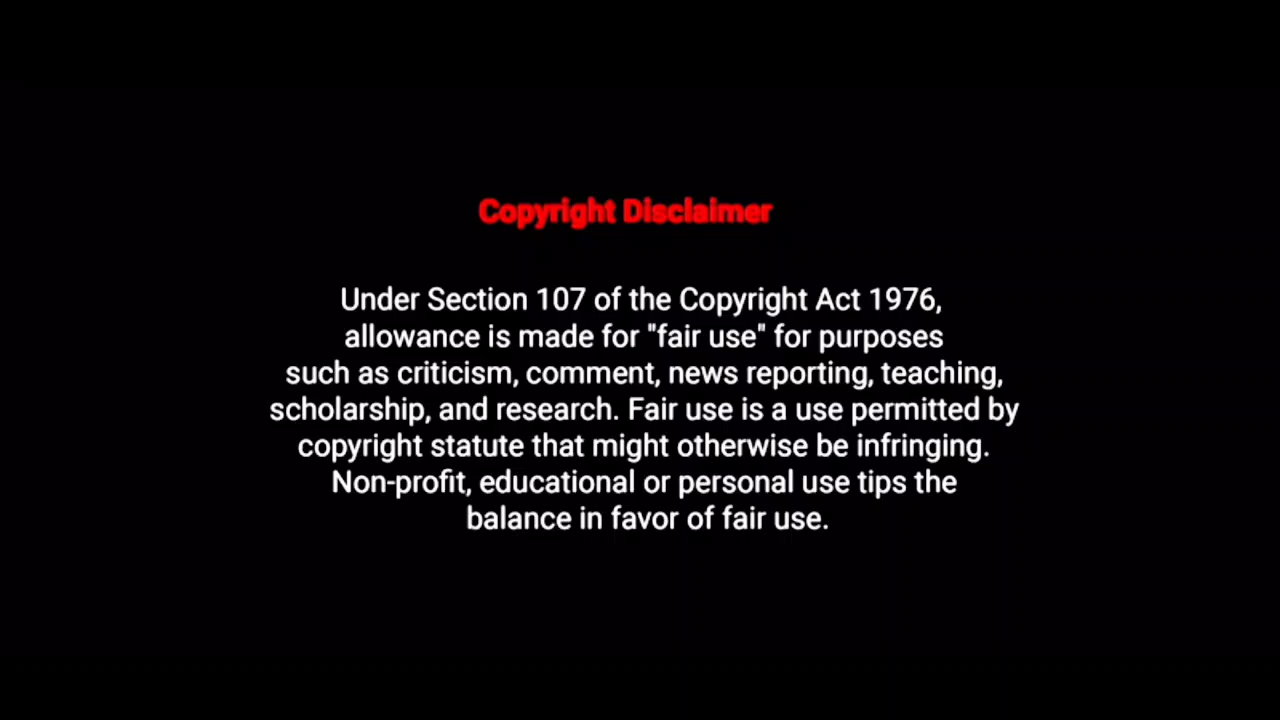 Copyright Disclaimer
Under Section 107 of the Copyright Act 1976,
allowance is made for "fair use" for purposes
such as criticism, comment, news reporting, teaching,
scholarship, and research. Fair use is a use permitted by
copyright statute that might otherwise be infringing.
Non-profit, educational or personal use tips the
balance in favor of fair use.